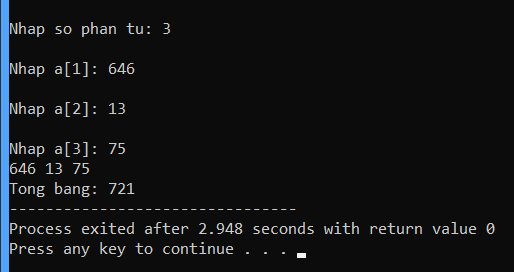 Nhap so phan tu: 3
Nhap a[1]: 646
Nhap a[2]: 13
Nhap a[3]: 75
646 13 75
Tong bang: 721
--------------------------------
Process exited after 2.948 seconds with return value 0
Press any key to continue . . .